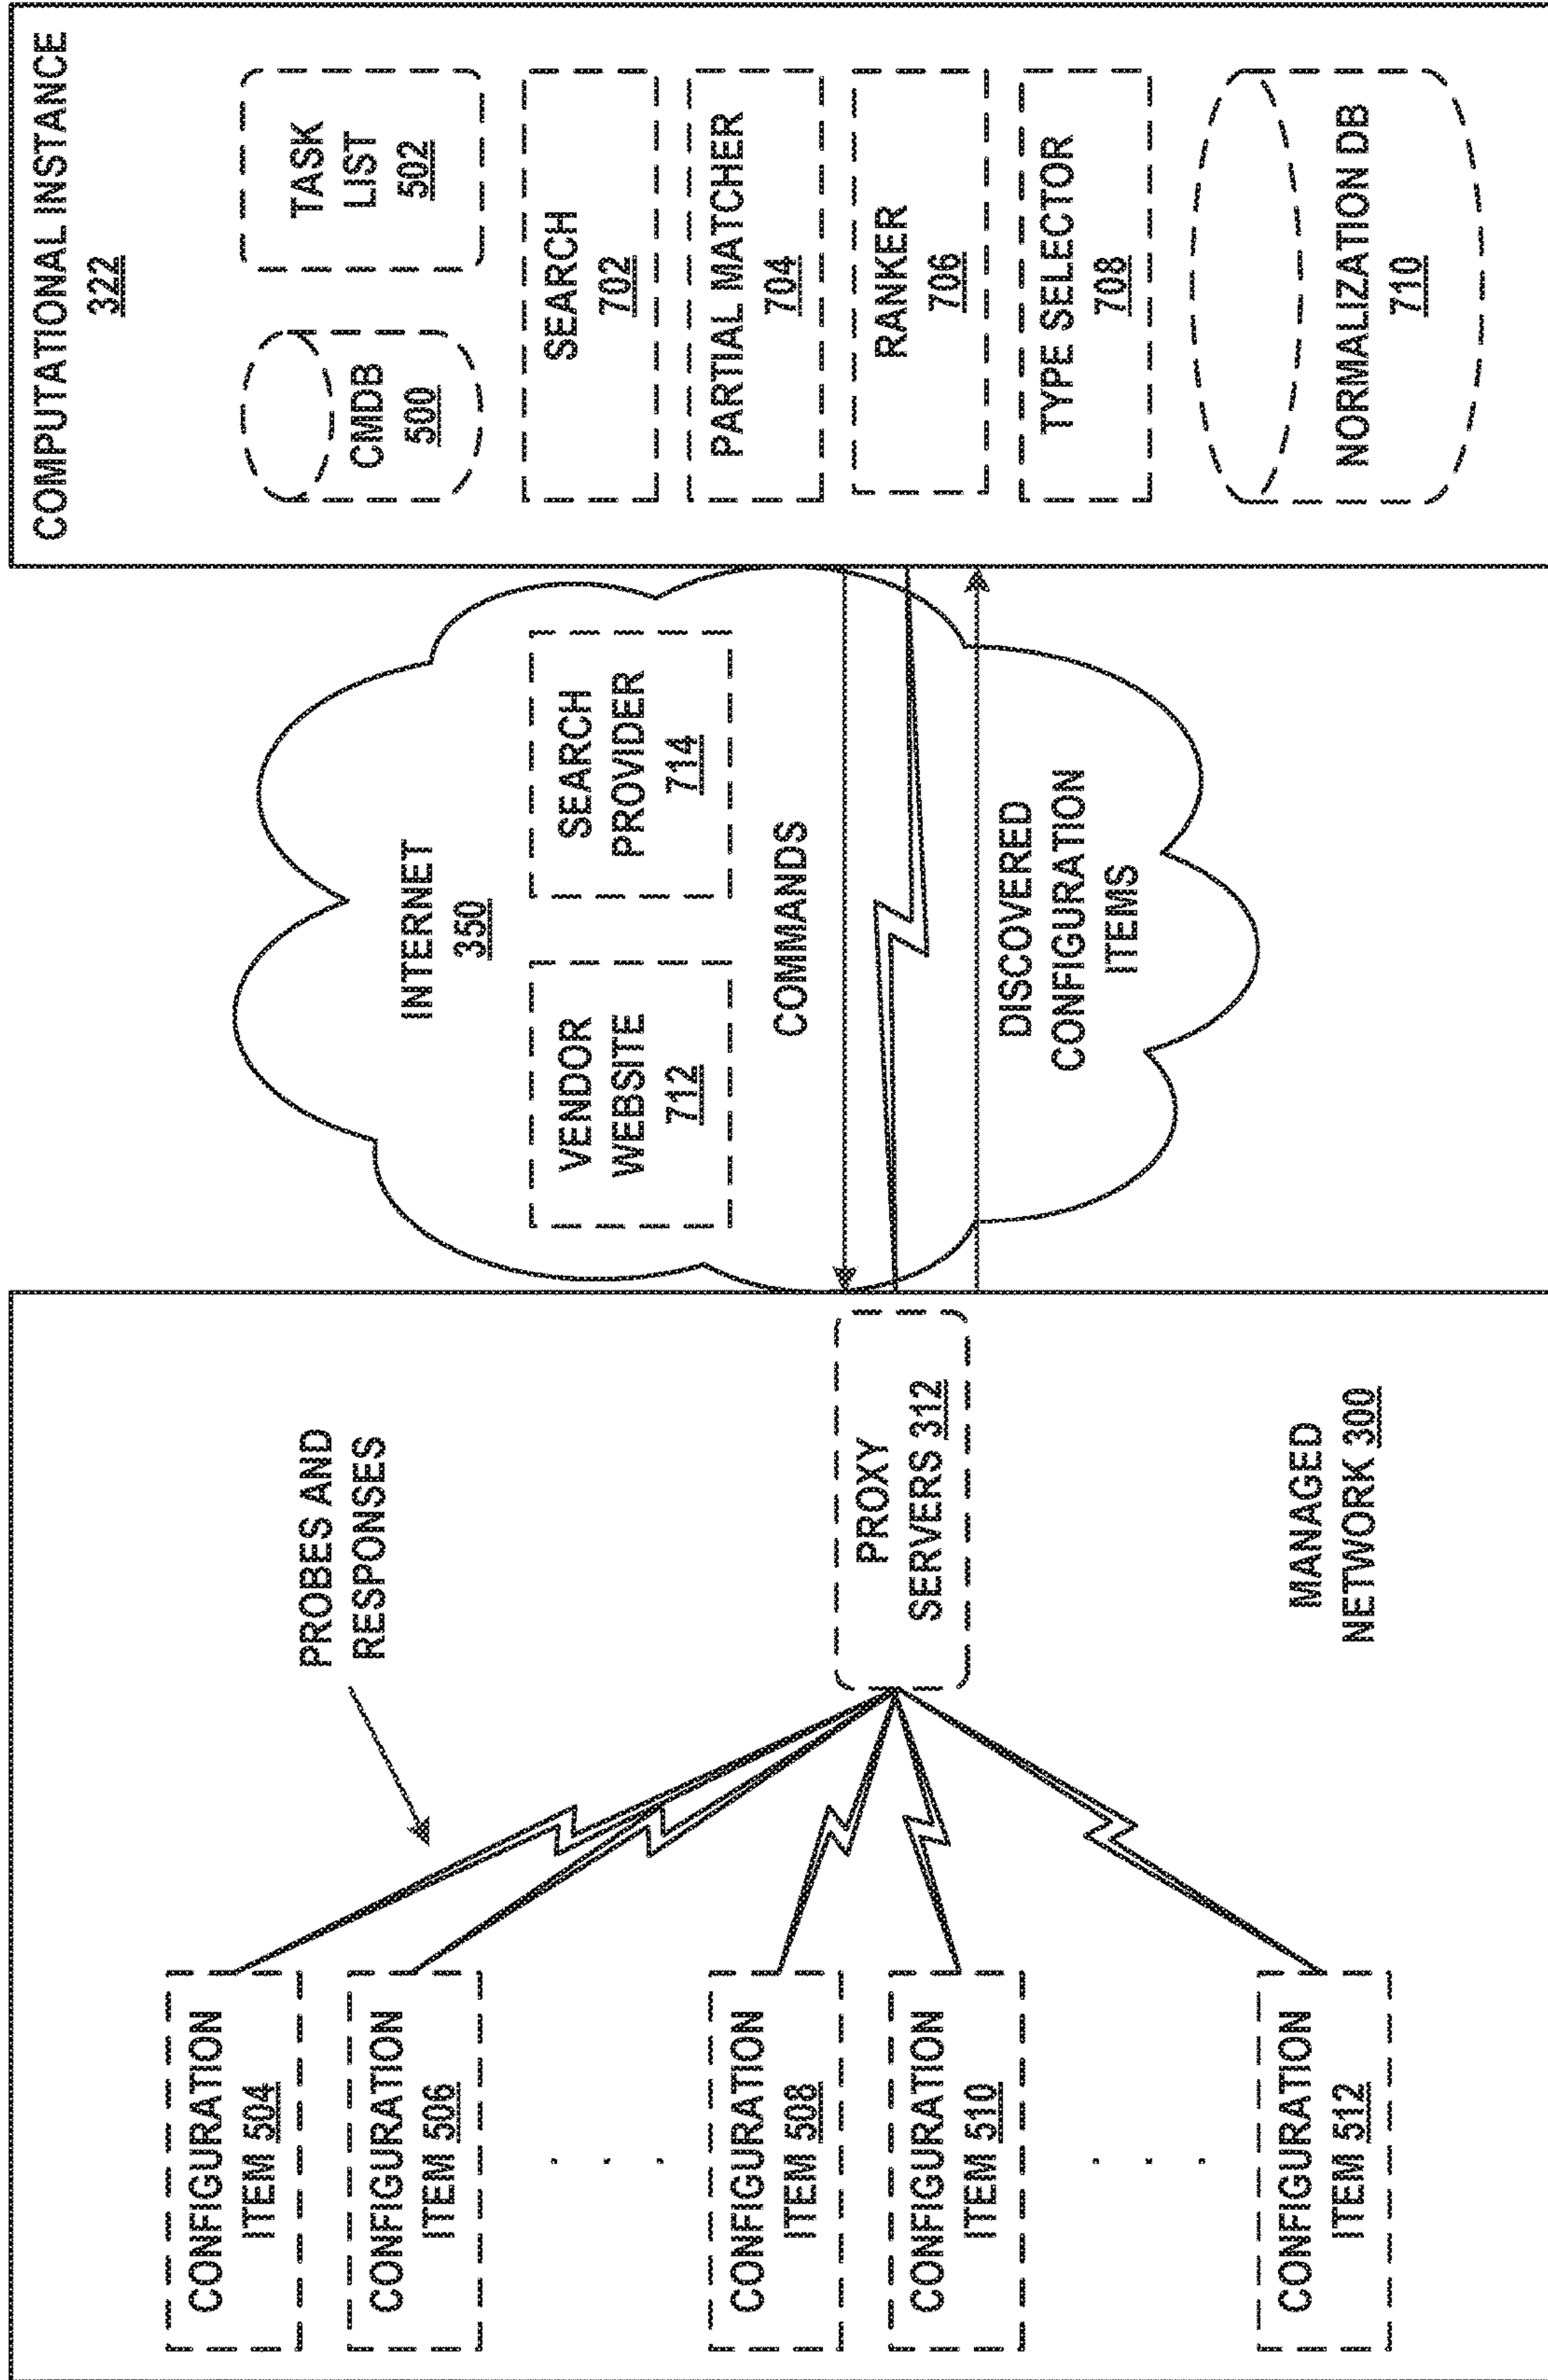 CONFIGURATION
ITEM 504
CONFIGURATION
ITEM 506
CONFIGURATION
ITEM 508
CONFIGURATION
ITEM 510
CONFIGURATION
ITEM 512
PROBES AND
RESPONSES
PROXY
SERVERS 312
MANAGED
NETWORK 300
INTERNET
350
VENDOR
WEBSITE
712
SEARCH
PROVIDER
714
COMMANDS
DISCOVERED
CONFIGURATION
ITEMS
COMPUTATIONAL INSTANCE
322
CMDB
500
TASK
LIST
502
SEARCH
702
PARTIAL MATCHER
704
RANKER
706
TYPE SELECTOR
708
NORMALIZATION DB
710